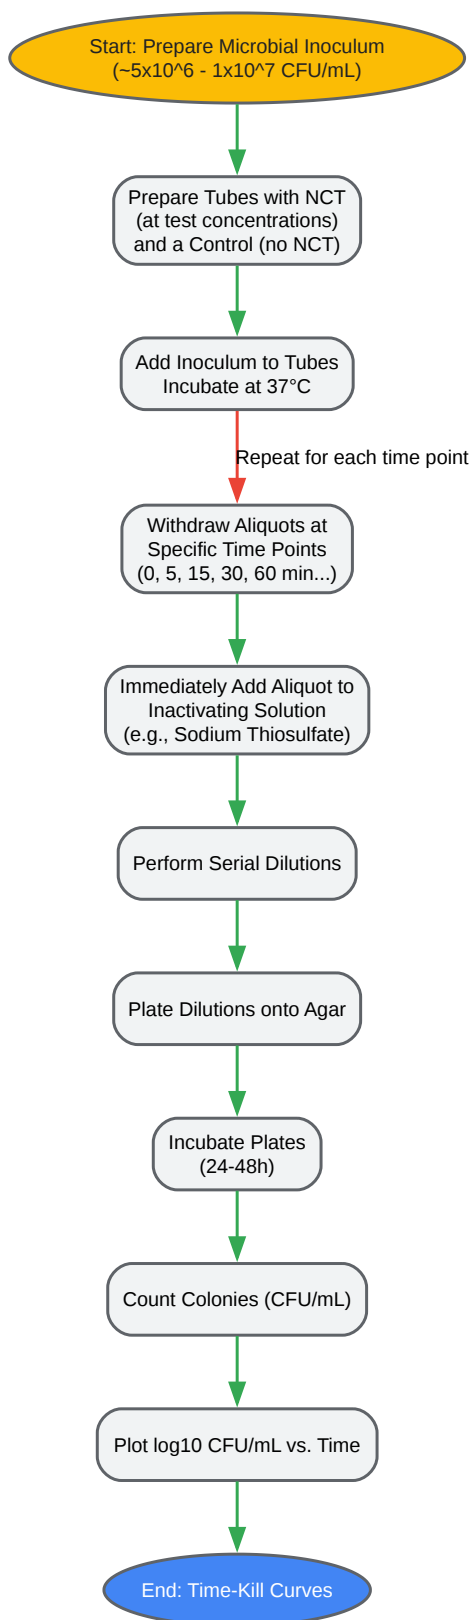 Start: Prepare Microbial Inoculum
(~5x10^6 - 1x10^7 CFU/mL)
Prepare Tubes with NCT
(at test concentrations)
and a Control (no NCT)
Add Inoculum to Tubes
Incubate at 37°C
Repeat for each time point
Withdraw Aliquots at
Specific Time Points
(0, 5, 15, 30, 60 min...)
Immediately Add Aliquot to
Inactivating Solution
(e.g., Sodium Thiosulfate)
Perform Serial Dilutions
Plate Dilutions onto Agar
Incubate Plates
(24-48h)
Count Colonies (CFU/mL)
Plot log10 CFU/mL vs. Time
End: Time-Kill Curves